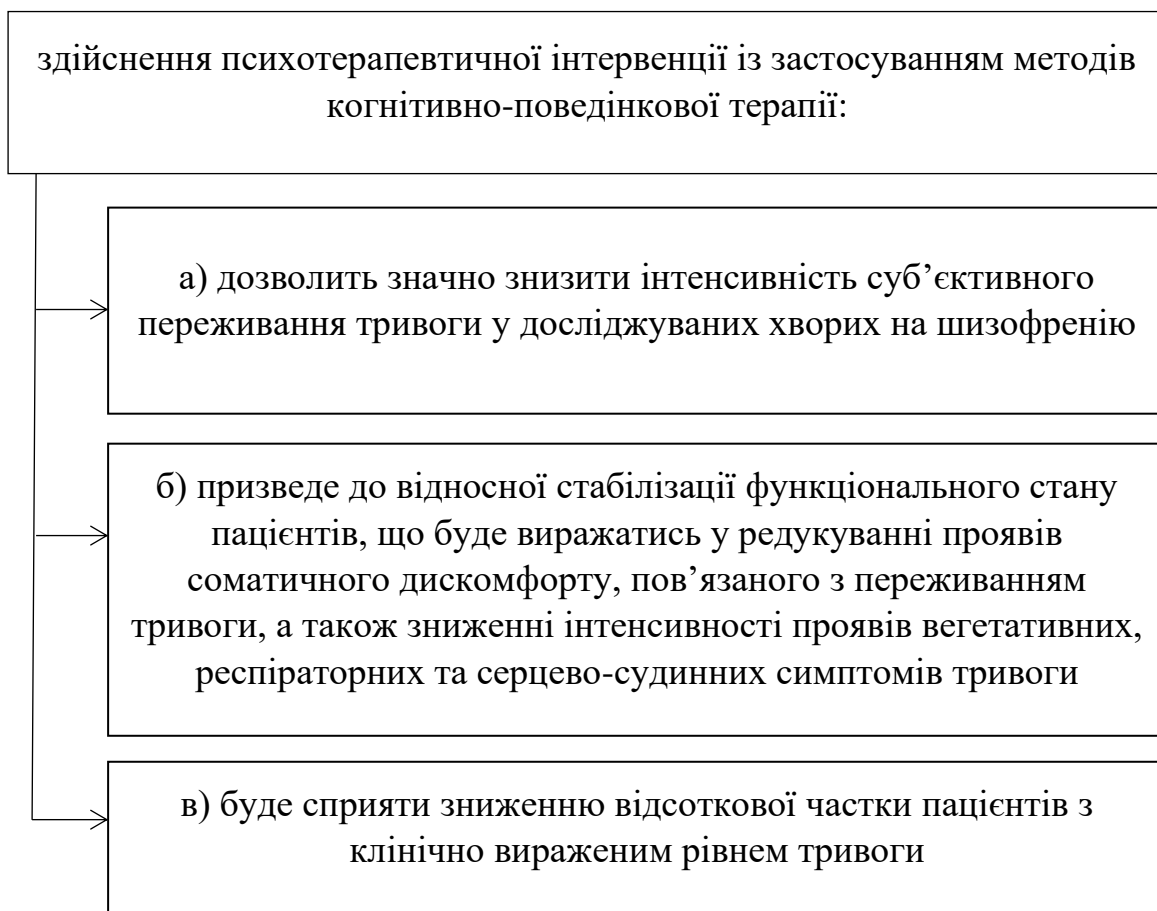 здійснення психотерапевтичної інтервенції із застосуванням методів
когнітивно-поведінкової терапії:
а) дозволить значно знизити інтенсивність суб’єктивного
переживання тривоги у досліджуваних хворих на шизофренію
б) призведе до відносної стабілізації функціонального стану
пацієнтів, що буде виражатись у редукуванні проявів
соматичного дискомфорту, пов’язаного з переживанням
тривоги, а також зниженні інтенсивності проявів вегетативних,
респіраторних та серцево-судинних симптомів тривоги
в) буде сприяти зниженню відсоткової частки пацієнтів з
клінічно вираженим рівнем тривоги